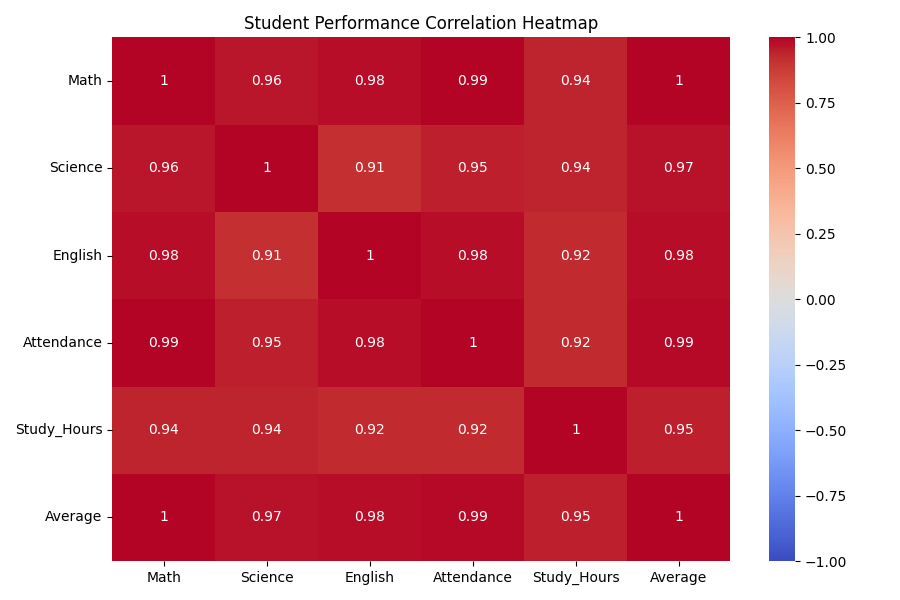 Student Performance Correlation Heatmap
Math 1 0.96 0.98 0.99 0.94 1
Science 0.96 1 0.91 0.95 0.94 0.97
English 0.98 0.91 1 0.98 0.92 0.98
Attendance 0.99 0.95 0.98 1 0.92 0.99
Study_Hours 0.94 0.94 0.92 0.92 1 0.95
Average 1 0.97 0.98 0.99 0.95 1
Math Science English Attendance Study_Hours Average
1.00
0.75
0.50
0.25
0.00
−0.25
−0.50
−0.75
−1.00